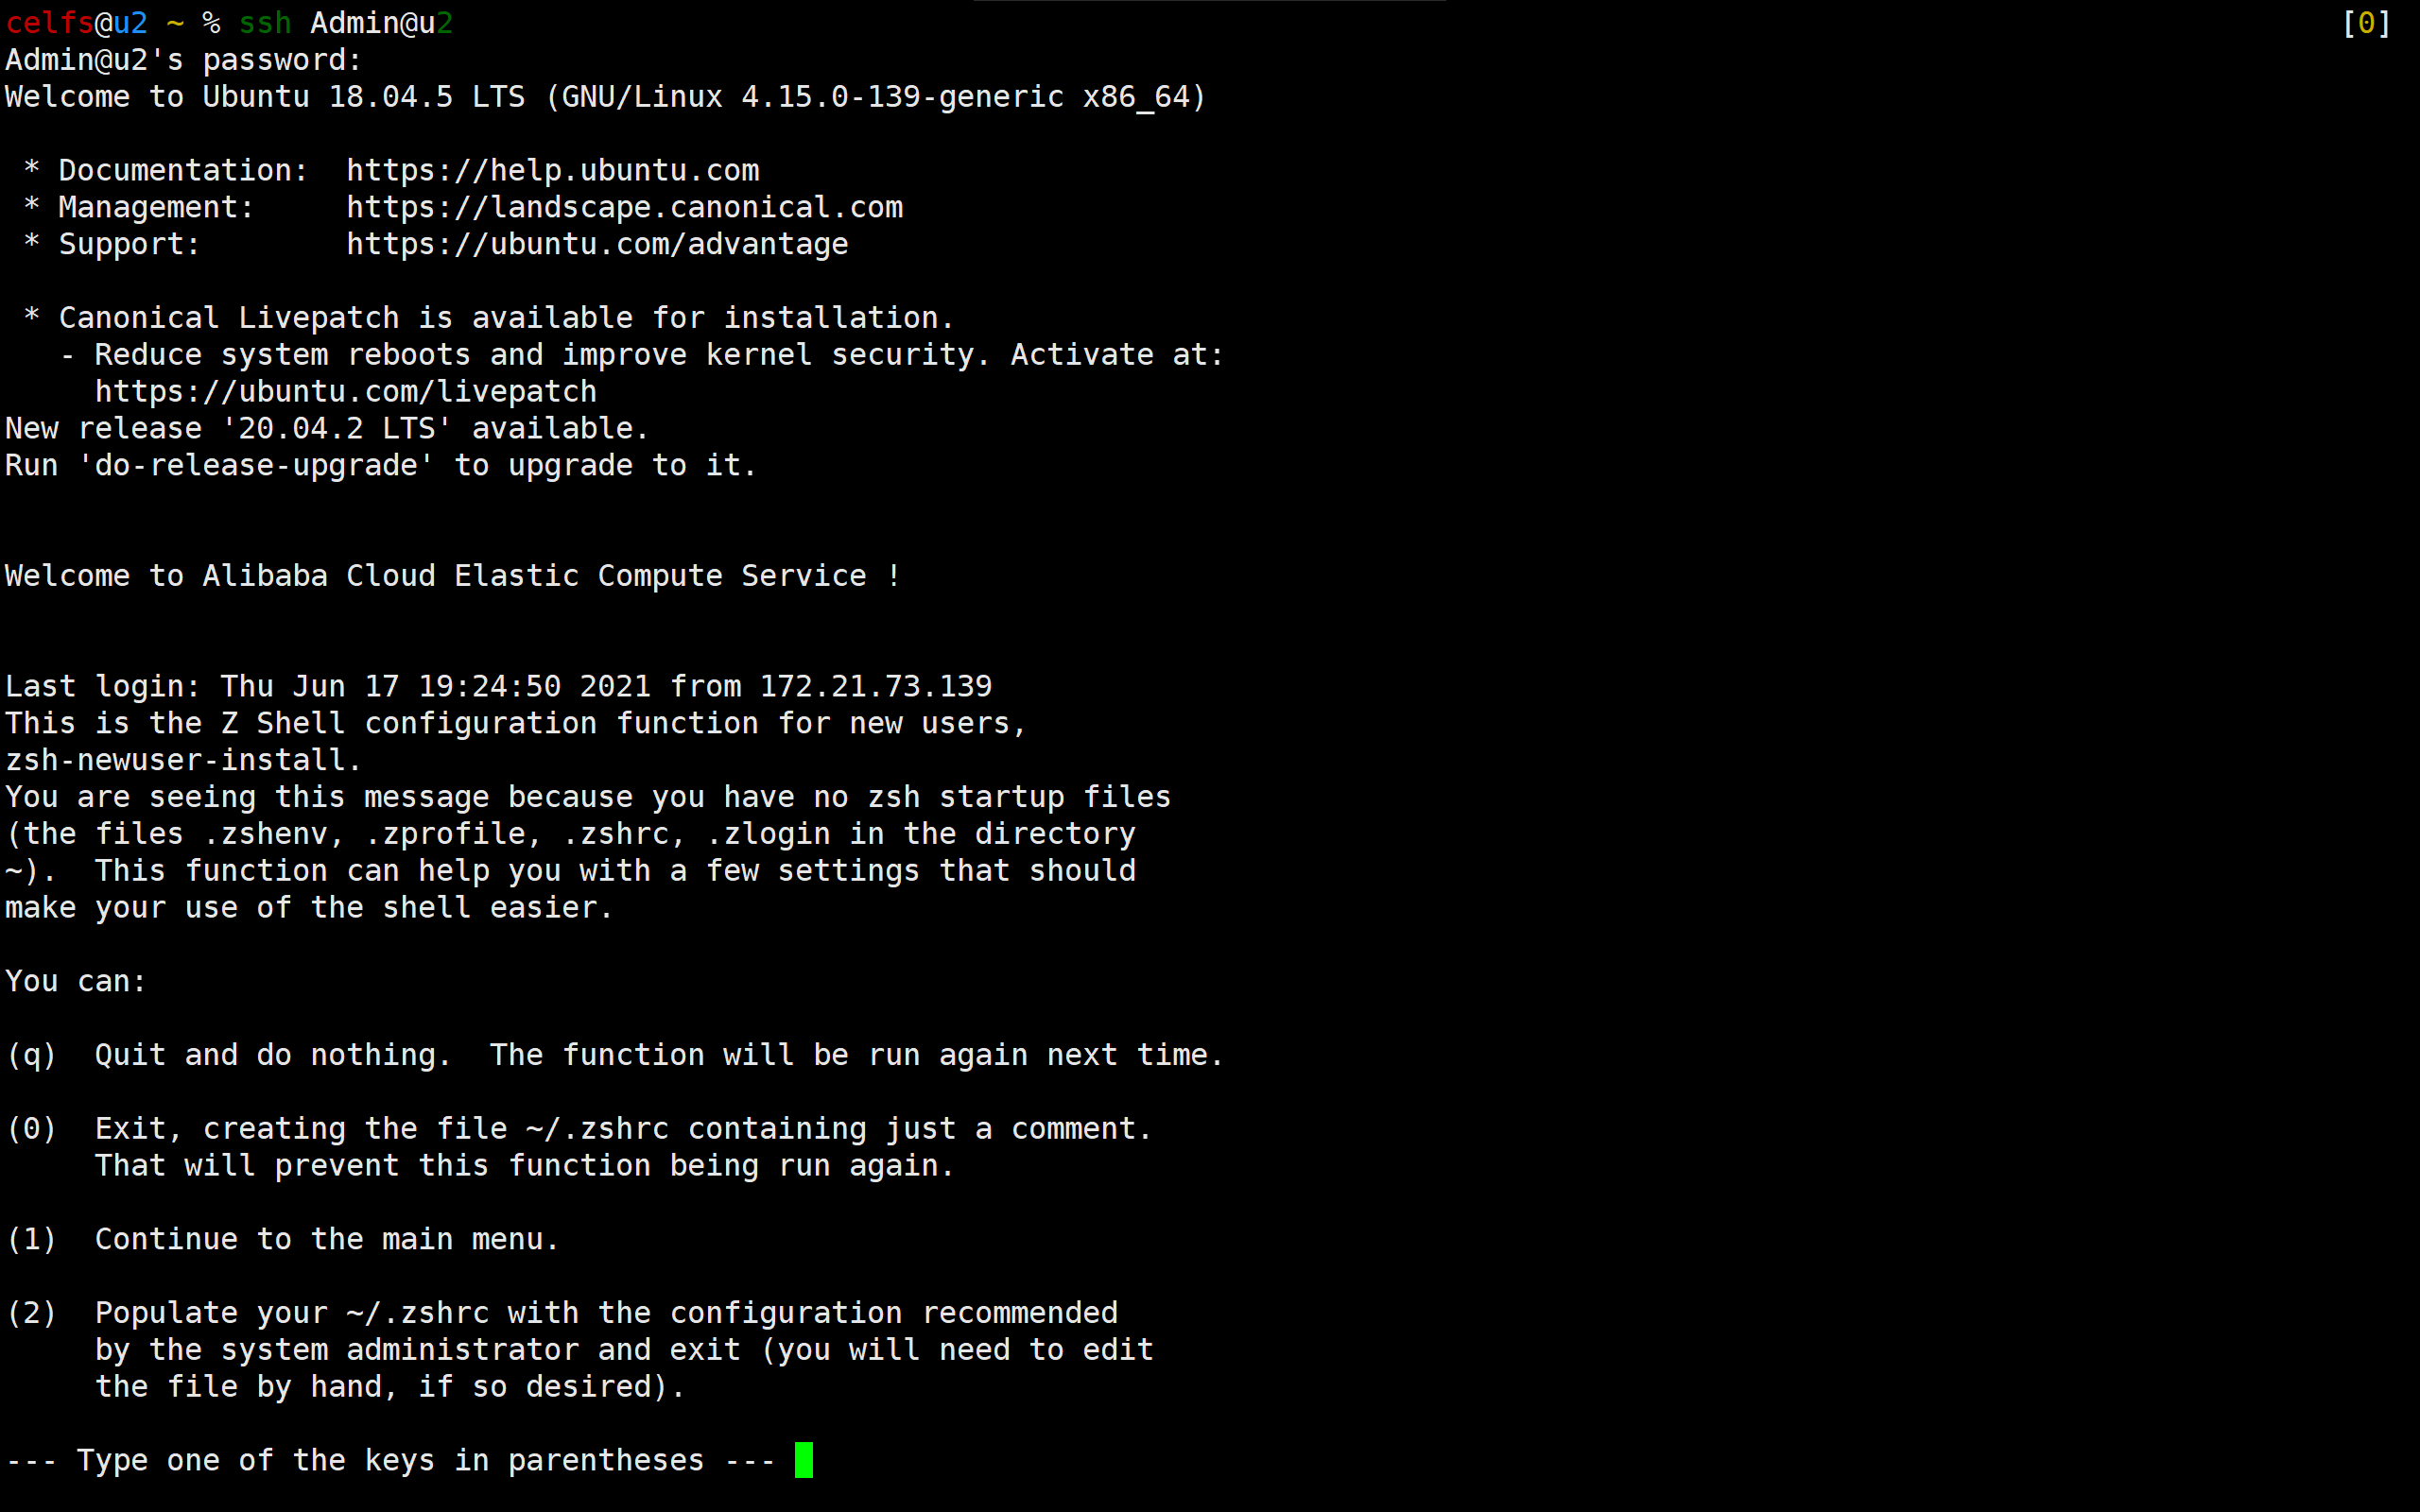 celfs@u2 ~ % ssh Admin@u2 [0]
Admin@u2's password:
Welcome to Ubuntu 18.04.5 LTS (GNU/Linux 4.15.0-139-generic x86_64)
 * Documentation:  https://help.ubuntu.com
 * Management:     https://landscape.canonical.com
 * Support:        https://ubuntu.com/advantage
 * Canonical Livepatch is available for installation.
   - Reduce system reboots and improve kernel security. Activate at:
     https://ubuntu.com/livepatch
New release '20.04.2 LTS' available.
Run 'do-release-upgrade' to upgrade to it.
Welcome to Alibaba Cloud Elastic Compute Service !
Last login: Thu Jun 17 19:24:50 2021 from 172.21.73.139
This is the Z Shell configuration function for new users,
zsh-newuser-install.
You are seeing this message because you have no zsh startup files
(the files .zshenv, .zprofile, .zshrc, .zlogin in the directory
~).  This function can help you with a few settings that should
make your use of the shell easier.
You can:
(q)  Quit and do nothing.  The function will be run again next time.
(0)  Exit, creating the file ~/.zshrc containing just a comment.
     That will prevent this function being run again.
(1)  Continue to the main menu.
(2)  Populate your ~/.zshrc with the configuration recommended
     by the system administrator and exit (you will need to edit
     the file by hand, if so desired).
--- Type one of the keys in parentheses ---